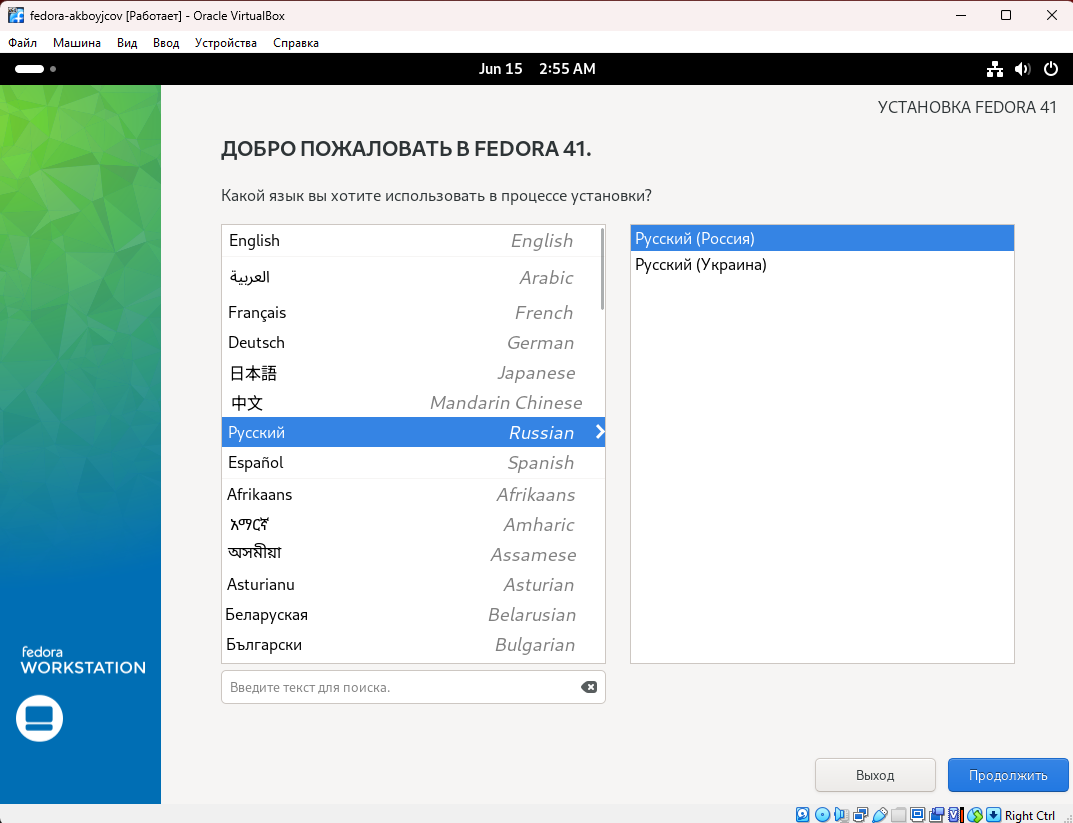 fedora-akboyjcov [Работает] - Oracle VirtualBox
Файл Машина Вид Ввод Устройства Справка
Jun 15 2:55 AM
УСТАНОВКА FEDORA 41
ДОБРО ПОЖАЛОВАТЬ В FEDORA 41.
Какой язык вы хотите использовать в процессе установки?
English English
العربية Arabic
Français French
Deutsch German
日本語 Japanese
中文 Mandarin Chinese
Русский Russian
Español Spanish
Afrikaans Afrikaans
አማርኛ Amharic
অসমীয়া Assamese
Asturianu Asturian
Беларуская Belarusian
Български Bulgarian
Русский (Россия)
Русский (Украина)
Введите текст для поиска.
fedora
WORKSTATION
Выход Продолжить
Right Ctrl